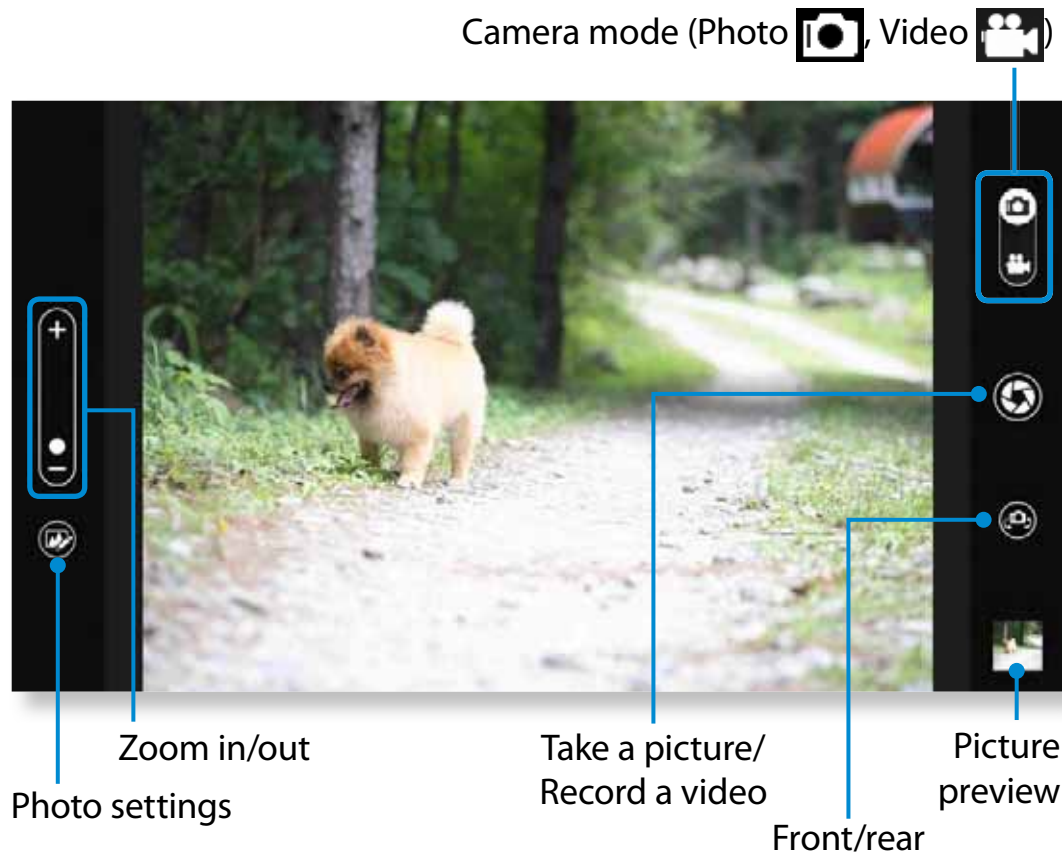 Camera mode (Photo , Video )
Zoom in/out
Photo settings
Take a picture/
Record a video
Front/rear
Picture
preview